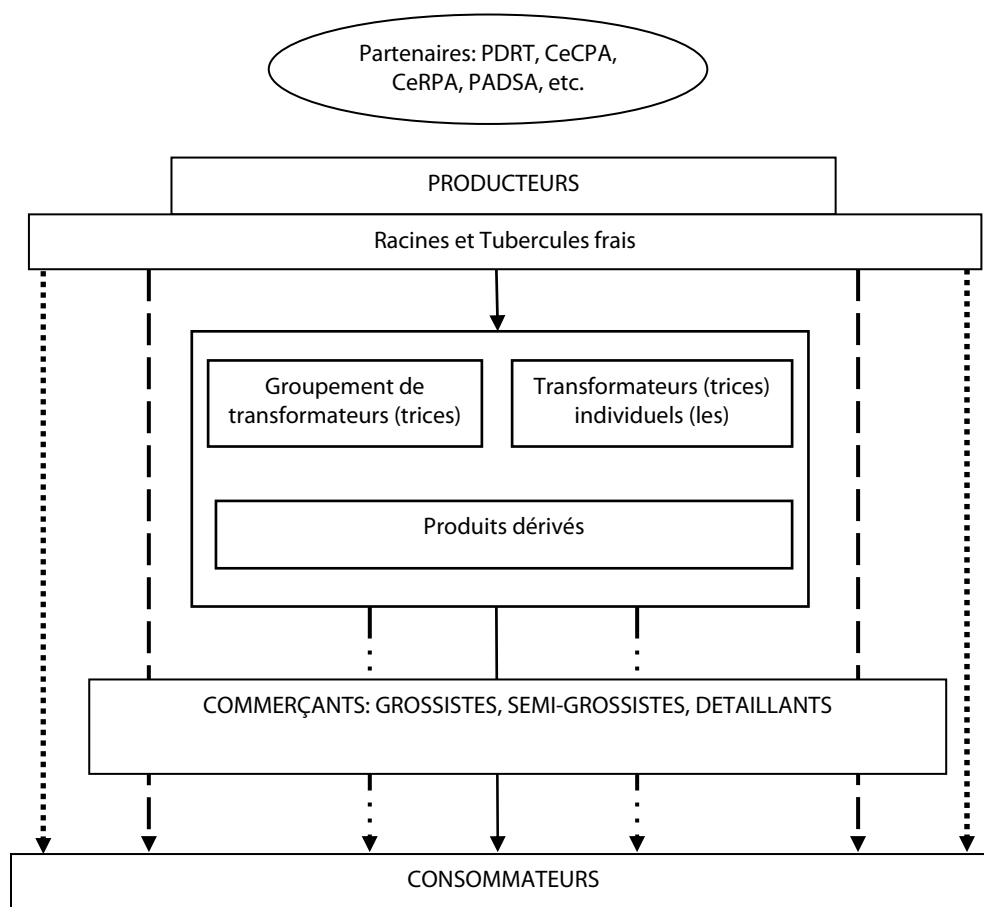 Partenaires: PDRT, CeCPA,
CeRPA, PADSA, etc.
PRODUCTEURS
Racines et Tubercules frais
Groupement de
transformateurs (trices)
Transformateurs (trices)
individuels (les)
Produits dérivés
COMMERÇANTS: GROSSISTES, SEMI-GROSSISTES, DETAILLANTS
CONSOMMATEURS